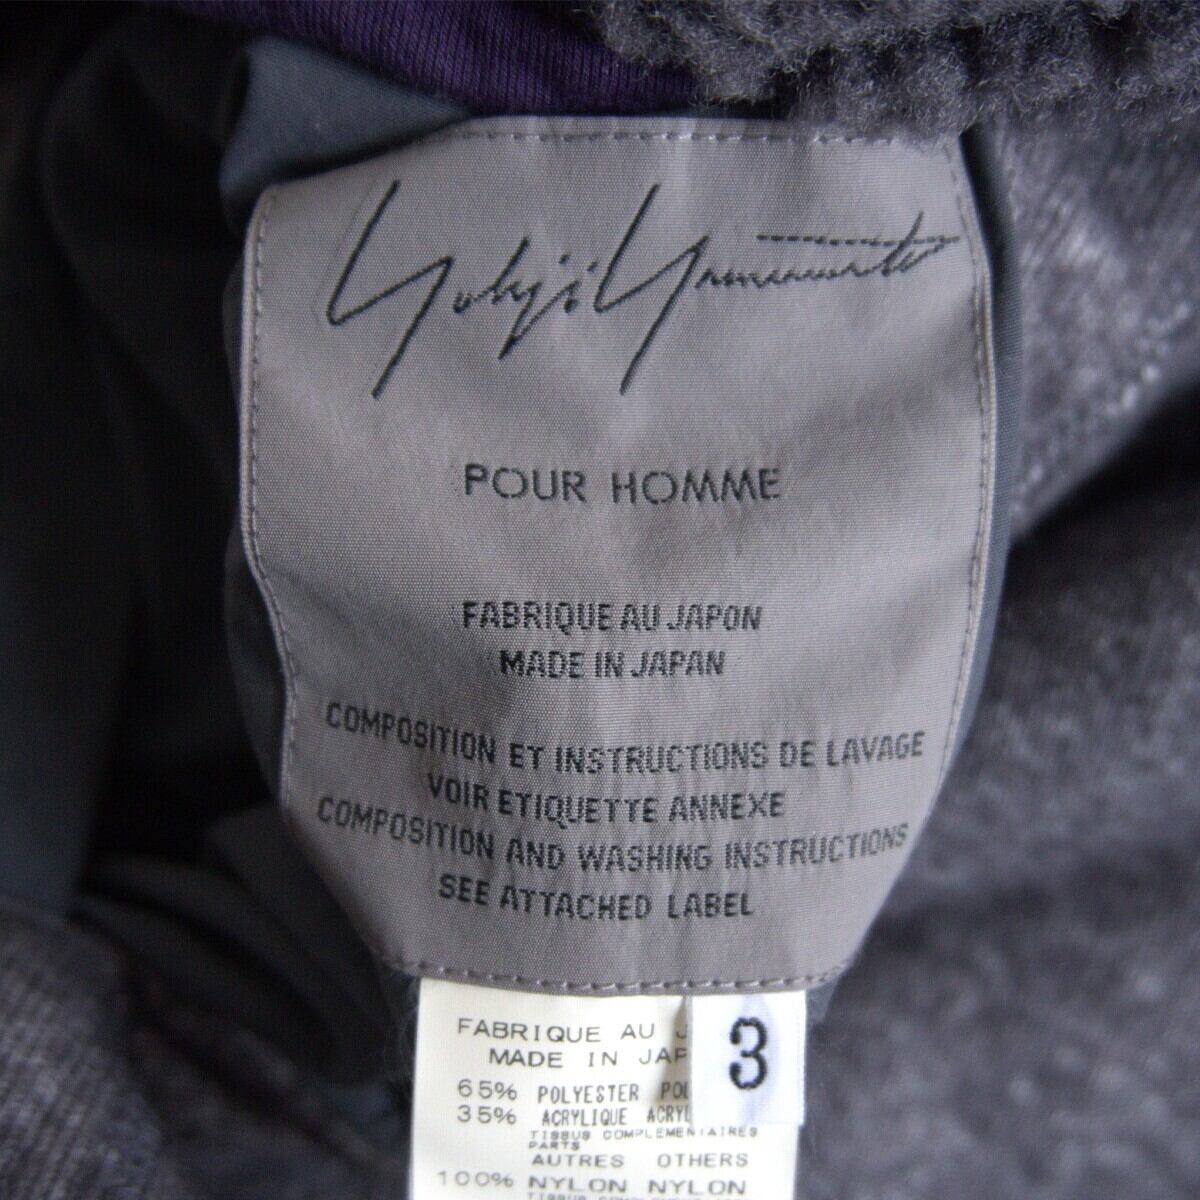 Yohji Yamamoto
POUR HOMME
FABRIQUE AU JAPON
MADE IN JAPAN
COMPOSITION ET INSTRUCTIONS DE LAVAGE
VOIR ETIQUETTE ANNEXE
COMPOSITION AND WASHING INSTRUCTIONS
SEE ATTACHED LABEL
3
FABRIQUE AU
MADE IN
65% POLYESTER
35% ACRYLIQUE
TISSUS COMPLEMENTAIRES
PARTS
AUTRES OTHERS
100% NYLON NYLON